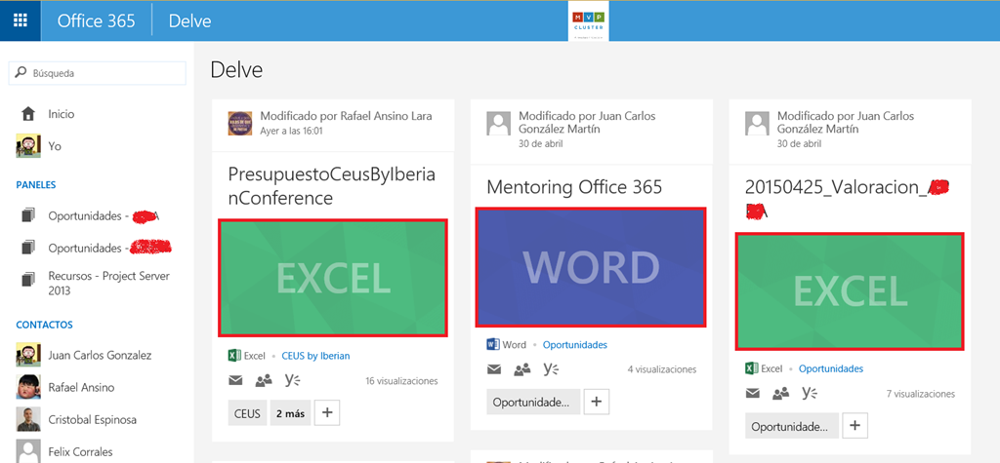 Office 365
Delve
MVP
CLUSTER
Búsqueda
Inicio
Yo
PANELES
Oportunidades -
Oportunidades -
Recursos - Project Server
2013
CONTACTOS
Juan Carlos Gonzalez
Rafael Ansino
Cristobal Espinosa
Felix Corrales
Delve
Modificado por Rafael Ansino Lara
Ayer a las 16:01
PresupuestoCeusByIberia
nConference
EXCEL
Excel
CEUS by Iberian
16 visualizaciones
CEUS
2 más
+
Modificado por Juan Carlos
González Martín
30 de abril
Mentoring Office 365
WORD
Word
Oportunidades
4 visualizaciones
Oportunidade...
+
Modificado por Juan Carlos
González Martín
30 de abril
20150425_Valoracion_
EXCEL
Excel
Oportunidades
7 visualizaciones
Oportunidade...
+